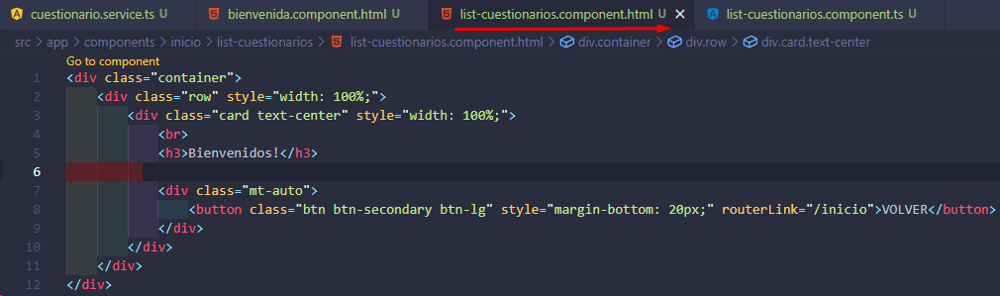 cuestionario.service.ts U bienvenida.component.html U list-cuestionarios.component.html U list-cuestionarios.component.ts U
src > app > components > inicio > list-cuestionarios > list-cuestionarios.component.html > div.container > div.row > div.card.text-center
Go to component
1 <div class="container">
2 <div class="row" style="width: 100%;">
3 <div class="card text-center" style="width: 100%;">
4 <br>
5 <h3>Bienvenidos!</h3>
6
7 <div class="mt-auto">
8 <button class="btn btn-secondary btn-lg" style="margin-bottom: 20px;" routerLink="/inicio">VOLVER</button>
9 </div>
10 </div>
11 </div>
12 </div>